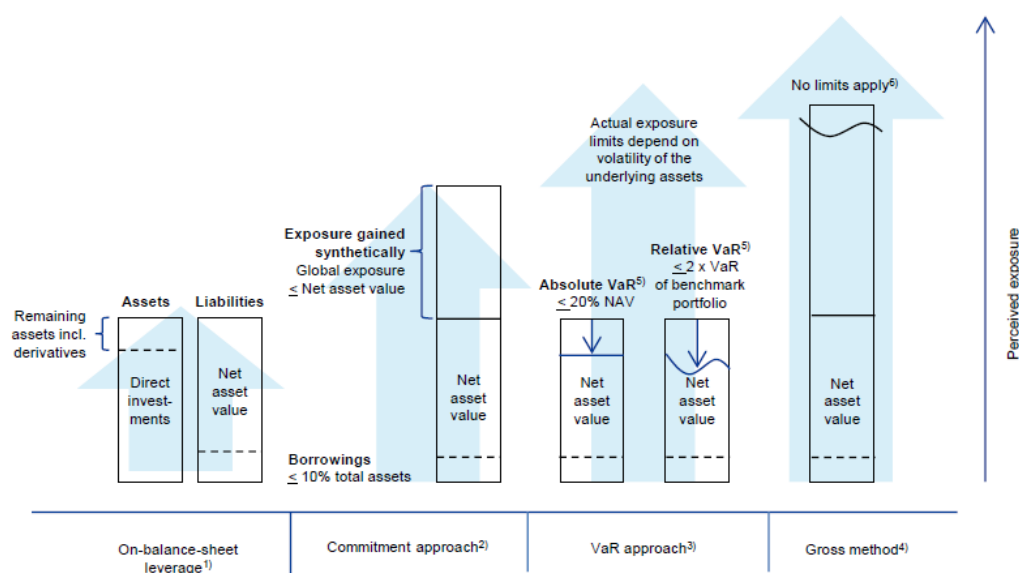 No limits apply6)
Actual exposure
limits depend on
volatility of the
underlying assets
Exposure gained
synthetically
Global exposure
< Net asset value
Relative VaR5)
< 2 x VaR
of benchmark
portfolio
Absolute VaR5)
< 20% NAV
Assets
Liabilities
Remaining
assets incl.
derivatives
Direct
invest-
ments
Net
asset
value
Net
asset
value
Net
asset
value
Net
asset
value
Net
asset
value
Borrowings
< 10% total assets
Perceived exposure
On-balance-sheet
leverage1)
Commitment approach2)
VaR approach3)
Gross method4)